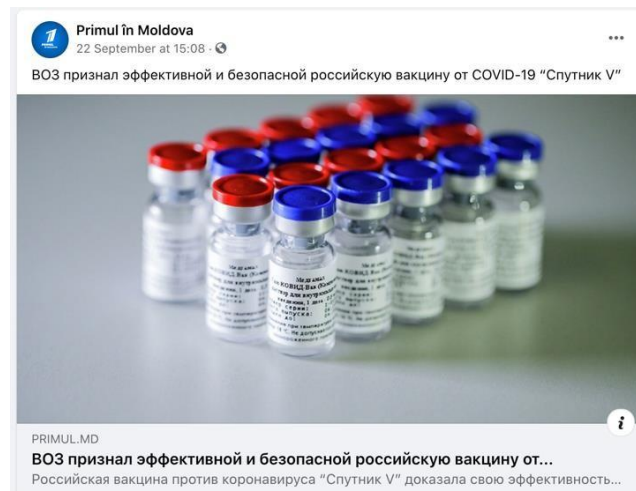 Primul în Moldova
22 September at 15:08
ВОЗ признал эффективной и безопасной российскую вакцину от COVID-19 “Спутник V”
PRIMUL.MD
ВОЗ признал эффективной и безопасной российскую вакцину от...
Российская вакцина против коронавируса “Спутник V” доказала свою эффективность...